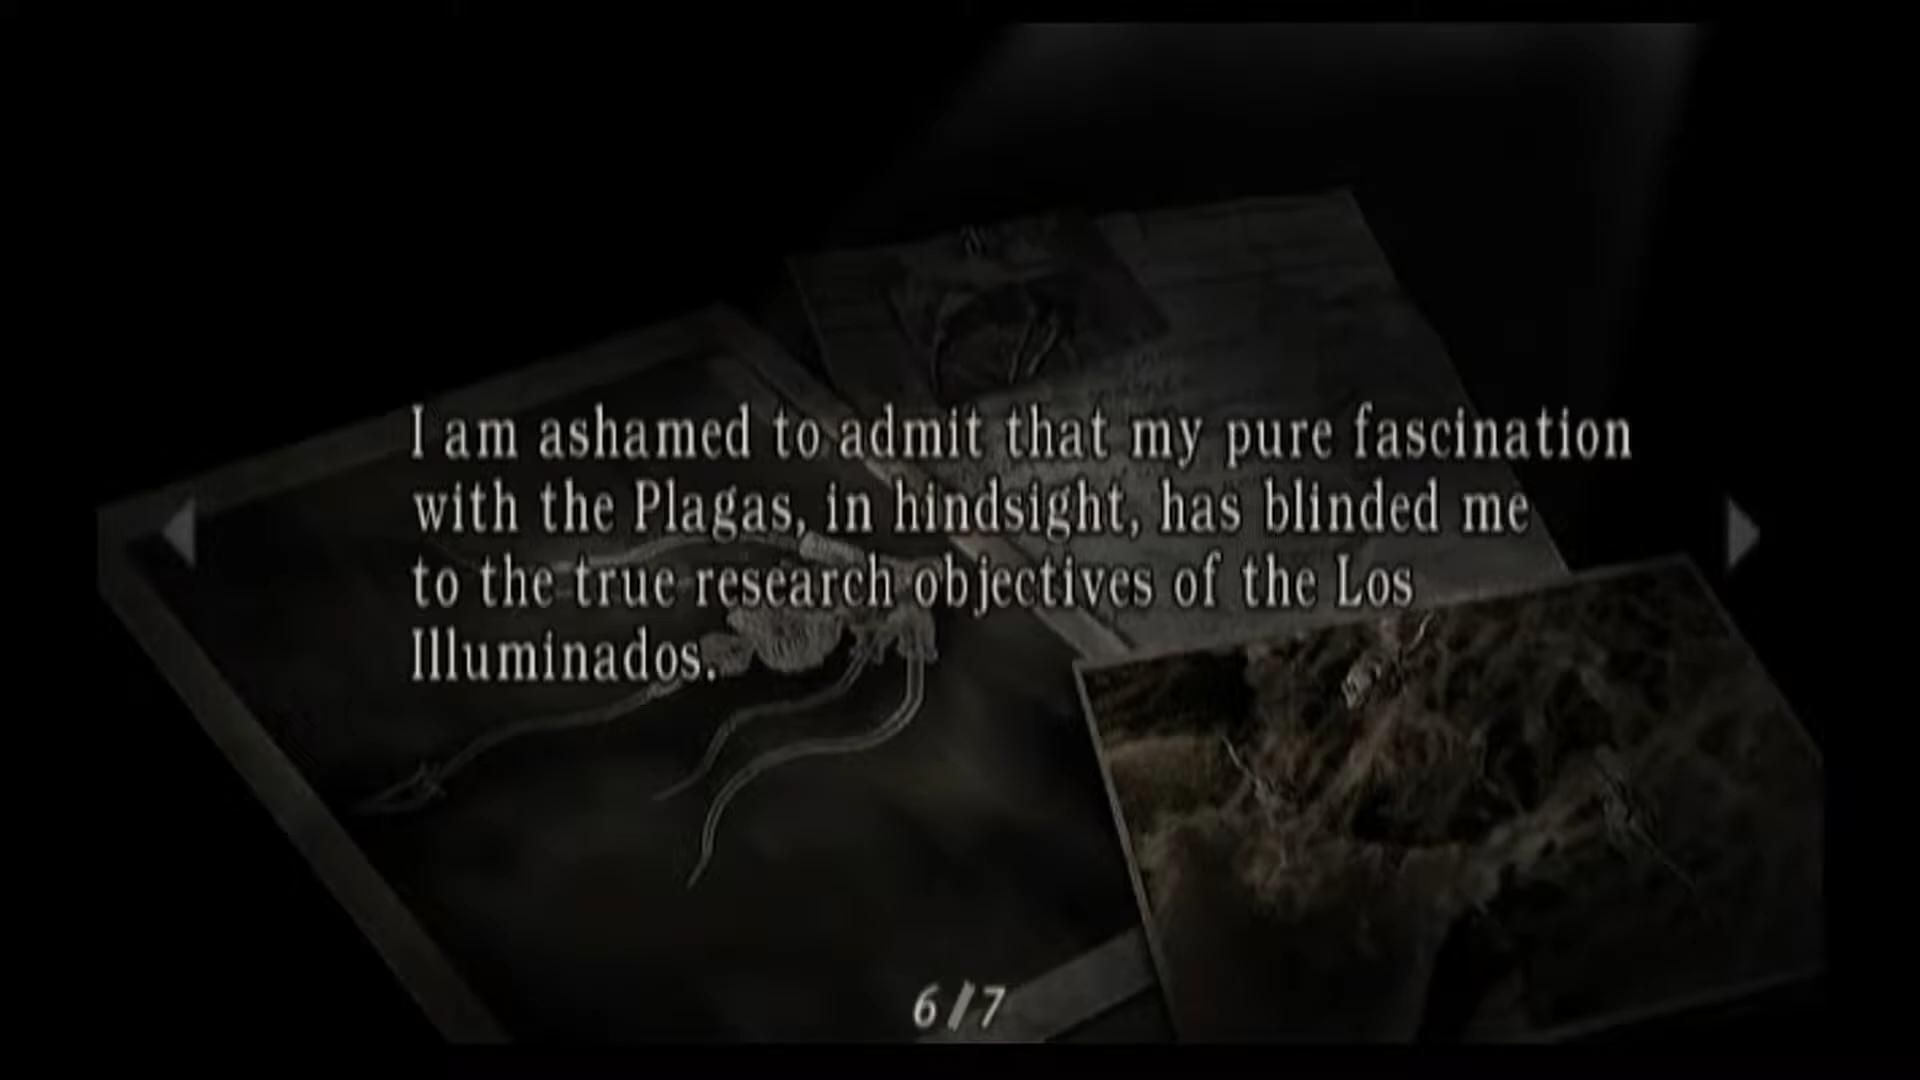 I am ashamed to admit that my pure fascination
with the Plagas, in hindsight, has blinded me
to the true research objectives of the Los
Illuminados.
6/7